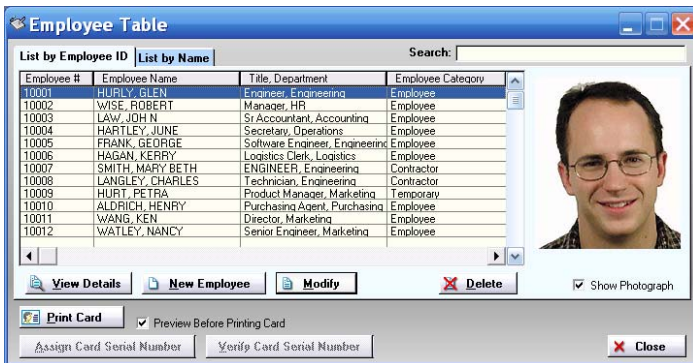 Employee Table
List by Employee ID List by Name Search:
Employee # Employee Name Title, Department Employee Category
10001 HURLY, GLEN Engineer, Engineering Employee
10002 WISE, ROBERT Manager, HR Employee
10003 LAW, JOH N Sr Accountant, Accounting Employee
10004 HARTLEY, JUNE Secretary, Operations Employee
10005 FRANK, GEORGE Software Engineer, Engineering Employee
10006 HAGAN, KERRY Logistics Clerk, Logistics Employee
10007 SMITH, MARY BETH ENGINEER, Engineering Contractor
10008 LANGLEY, CHARLES Technician, Engineering Contractor
10009 HURT, PETRA Product Manager, Marketing Temporary
10010 ALDRICH, HENRY Purchasing Agent, Purchasing Employee
10011 WANG, KEN Director, Marketing Employee
10012 WATLEY, NANCY Senior Engineer, Marketing Employee
View Details New Employee Modify Delete Show Photograph
Print Card Preview Before Printing Card
Assign Card Serial Number Verify Card Serial Number Close